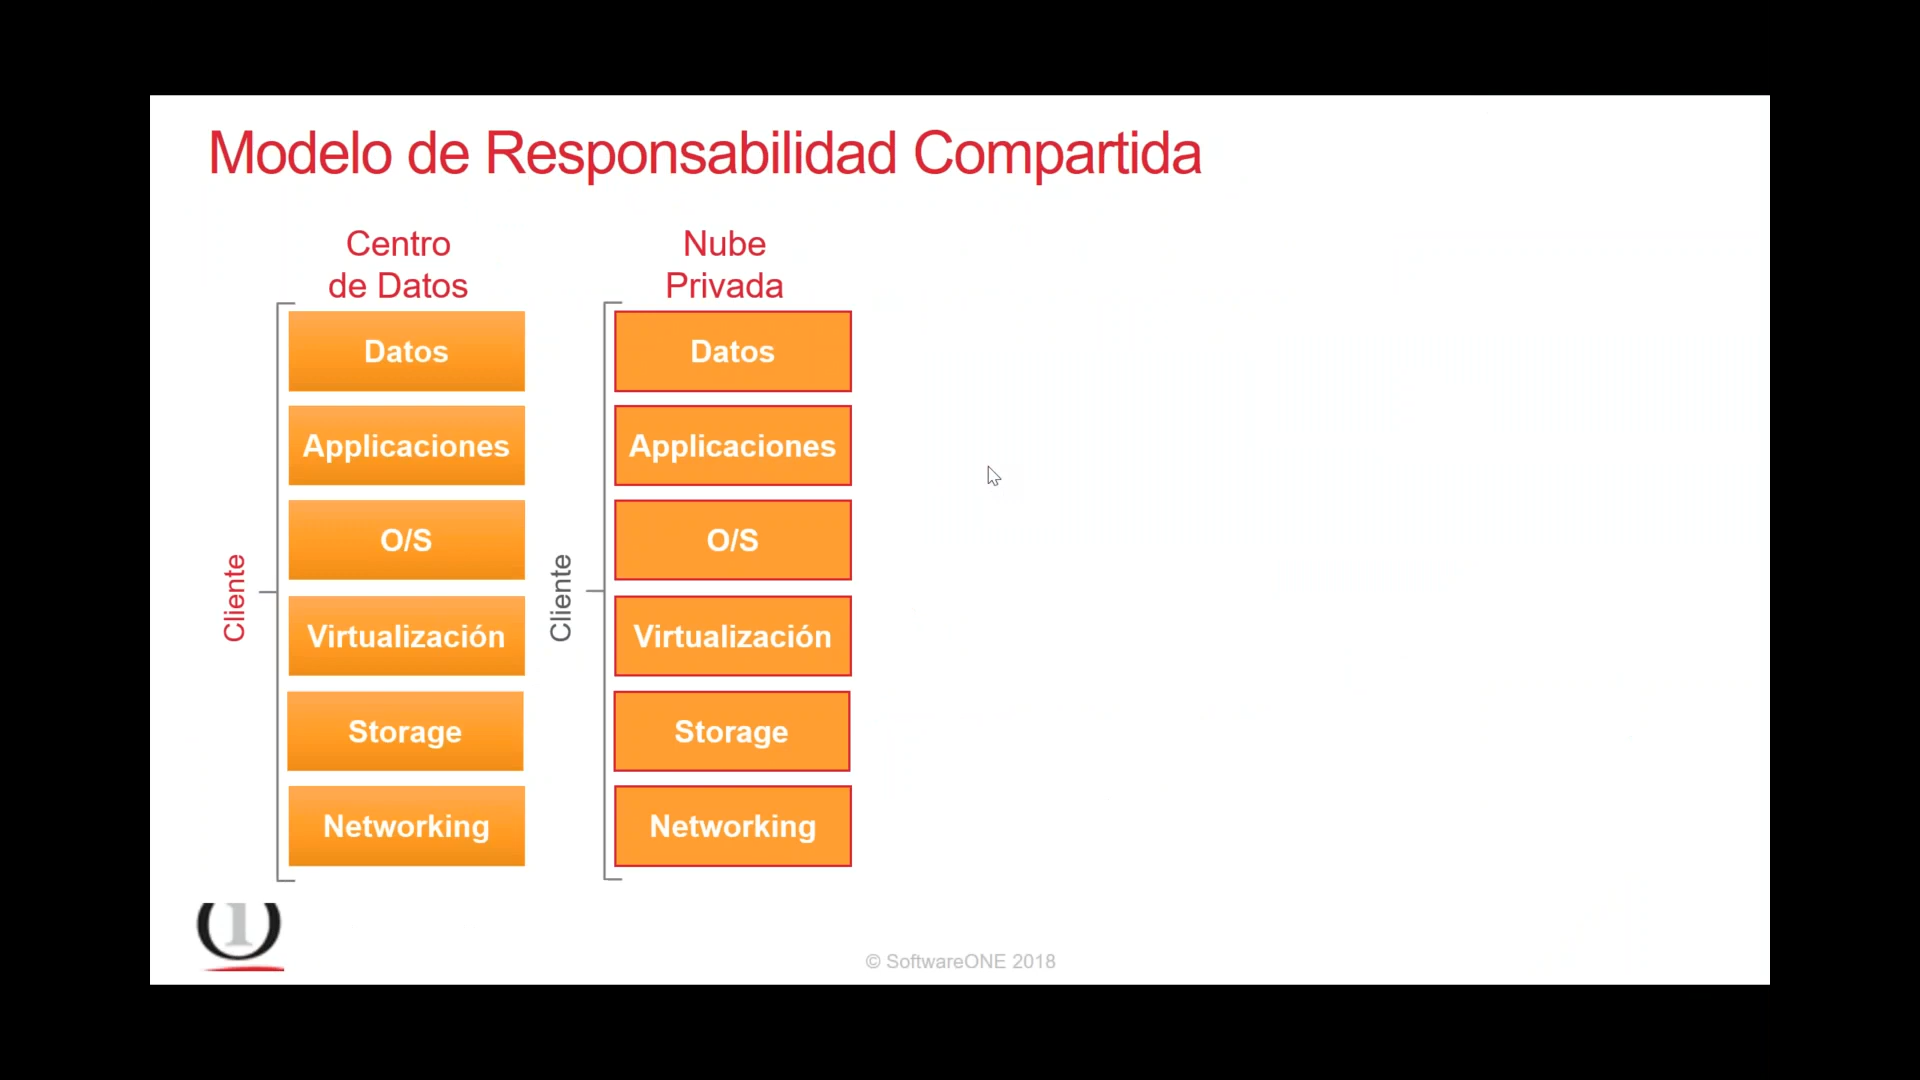 Modelo de Responsabilidad Compartida
Centro
de Datos
Cliente
Datos
Applicaciones
O/S
Virtualización
Storage
Networking
Nube
Privada
Cliente
Datos
Applicaciones
O/S
Virtualización
Storage
Networking
© SoftwareONE 2018